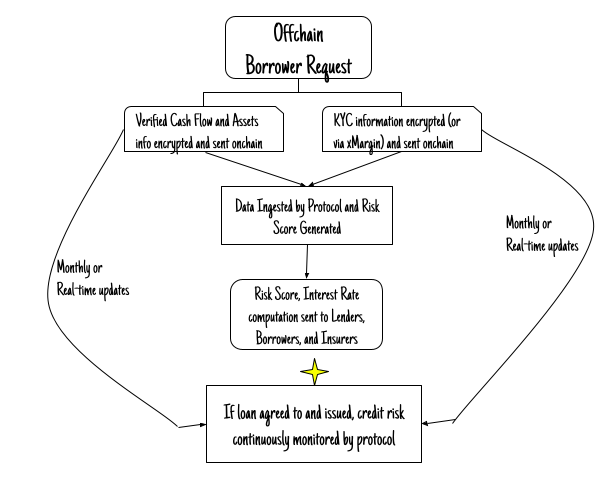 Offchain
Borrower Request
Verified Cash Flow and Assets
info encrypted and sent onchain
KYC information encrypted (or
via xMargin) and sent onchain
Data Ingested by Protocol and Risk
Score Generated
Monthly or
Real-time updates
Monthly or
Real-time updates
Risk Score, Interest Rate
computation sent to Lenders,
Borrowers, and Insurers
If loan agreed to and issued, credit risk
continuously monitored by protocol